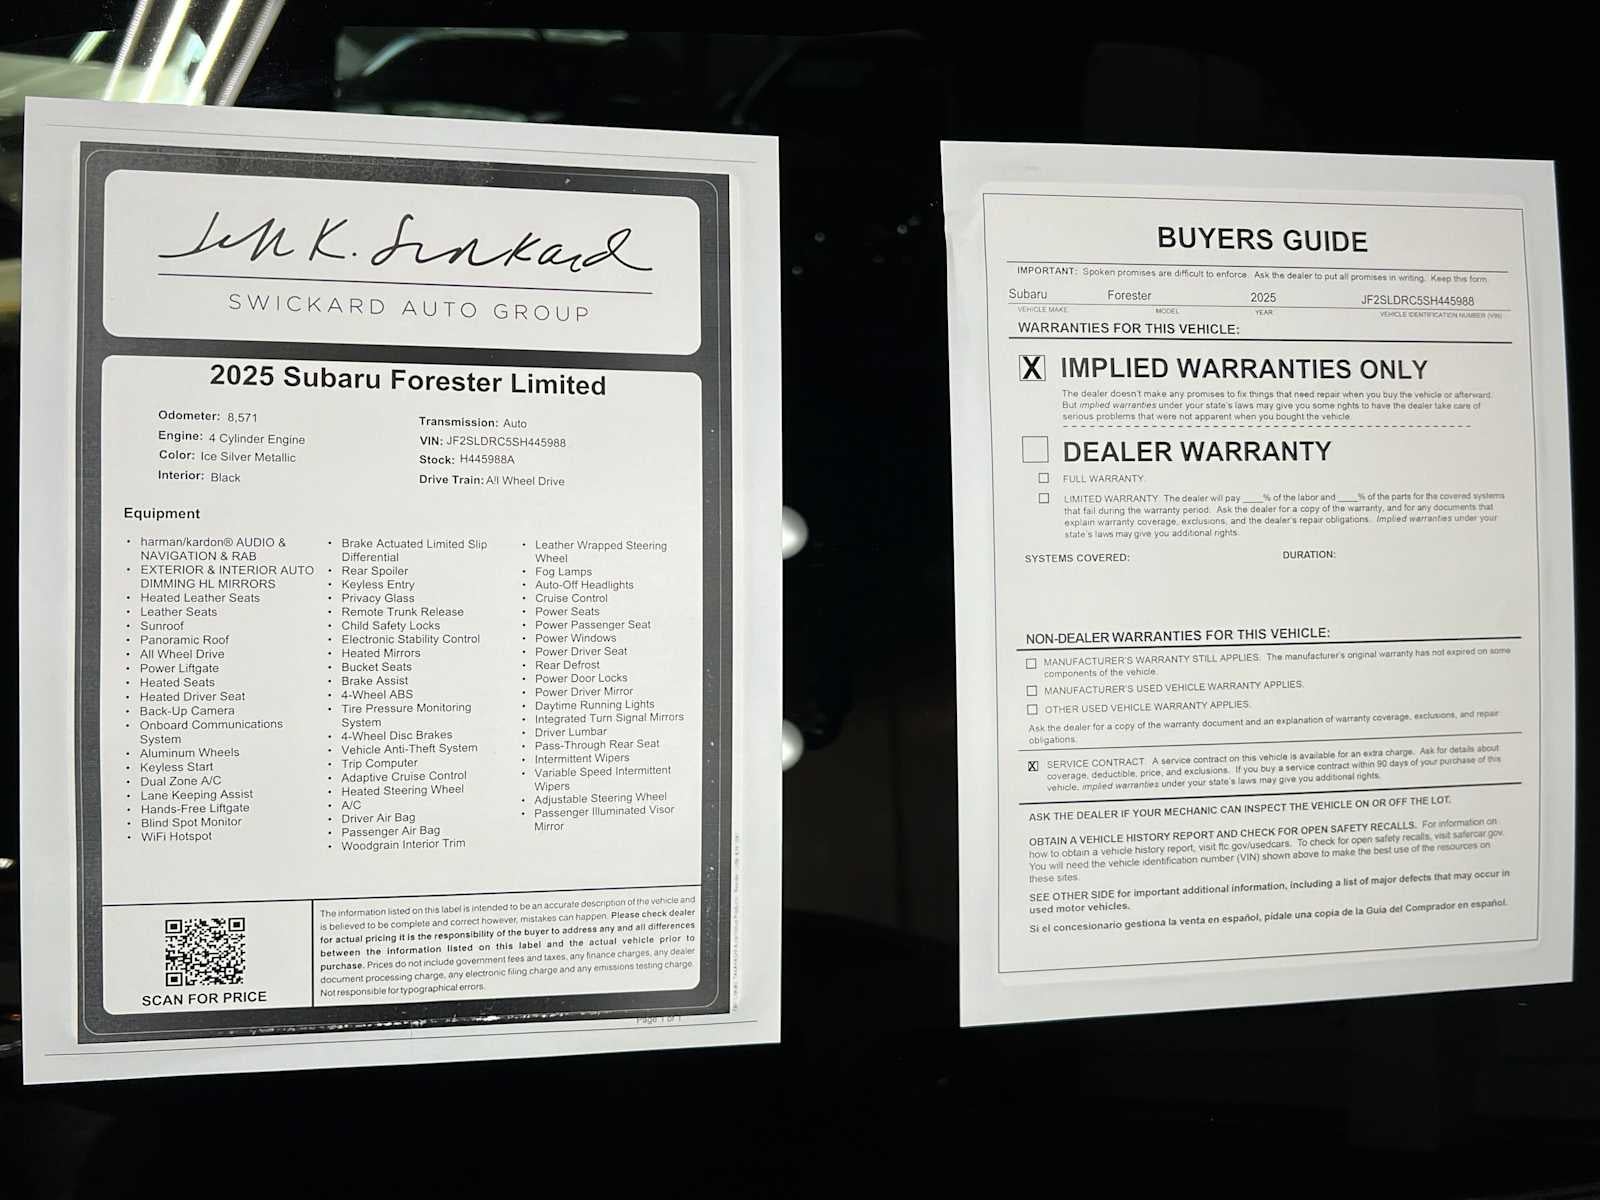 Jeff K. Swickard
SWICKARD AUTO GROUP
2025 Subaru Forester Limited
Odometer: 8,571
Engine: 4 Cylinder Engine
Color: Ice Silver Metallic
Interior: Black
Transmission: Auto
VIN: JF2SLDRC5SH445988
Stock: H445988A
Drive Train: All Wheel Drive
Equipment
• harman/kardon® AUDIO &
NAVIGATION & RAB
• EXTERIOR & INTERIOR AUTO
DIMMING HL MIRRORS
• Heated Leather Seats
• Leather Seats
• Sunroof
• Panoramic Roof
• All Wheel Drive
• Power Liftgate
• Heated Seats
• Heated Driver Seat
• Back-Up Camera
• Onboard Communications
System
• Aluminum Wheels
• Keyless Start
• Dual Zone A/C
• Lane Keeping Assist
• Hands-Free Liftgate
• Blind Spot Monitor
• WiFi Hotspot
• Brake Actuated Limited Slip
Differential
• Rear Spoiler
• Keyless Entry
• Privacy Glass
• Remote Trunk Release
• Child Safety Locks
• Electronic Stability Control
• Heated Mirrors
• Bucket Seats
• Brake Assist
• 4-Wheel ABS
• Tire Pressure Monitoring
System
• 4-Wheel Disc Brakes
• Vehicle Anti-Theft System
• Trip Computer
• Adaptive Cruise Control
• Heated Steering Wheel
• A/C
• Driver Air Bag
• Passenger Air Bag
• Woodgrain Interior Trim
• Leather Wrapped Steering
Wheel
• Fog Lamps
• Auto-Off Headlights
• Cruise Control
• Power Seats
• Power Passenger Seat
• Power Windows
• Power Driver Seat
• Rear Defrost
• Power Door Locks
• Power Driver Mirror
• Daytime Running Lights
• Integrated Turn Signal Mirrors
• Driver Lumbar
• Pass-Through Rear Seat
• Intermittent Wipers
• Variable Speed Intermittent
Wipers
• Adjustable Steering Wheel
• Passenger Illuminated Visor
Mirror
SCAN FOR PRICE
The information listed on this label is intended to be an accurate description of the vehicle and
is believed to be complete and correct however, mistakes can happen. Please check dealer
for actual pricing it is the responsibility of the buyer to address any and all differences
between the information listed on this label and the actual vehicle prior to
purchase. Prices do not include government fees and taxes, any finance charges, any dealer
document processing charge, any electronic filing charge and any emissions testing charge.
Not responsible for typographical errors.
Page 1 of 1
BUYERS GUIDE
IMPORTANT: Spoken promises are difficult to enforce. Ask the dealer to put all promises in writing. Keep this form.
Subaru Forester 2025 JF2SLDRC5SH445988
VEHICLE MAKE MODEL YEAR VEHICLE IDENTIFICATION NUMBER (VIN)
WARRANTIES FOR THIS VEHICLE:
X IMPLIED WARRANTIES ONLY
The dealer doesn't make any promises to fix things that need repair when you buy the vehicle or afterward.
But implied warranties under your state's laws may give you some rights to have the dealer take care of
serious problems that were not apparent when you bought the vehicle.
DEALER WARRANTY
FULL WARRANTY.
LIMITED WARRANTY. The dealer will pay ____% of the labor and ____% of the parts for the covered systems
that fail during the warranty period. Ask the dealer for a copy of the warranty, and for any documents that
explain warranty coverage, exclusions, and the dealer's repair obligations. Implied warranties under your
state's laws may give you additional rights.
SYSTEMS COVERED: DURATION:
NON-DEALER WARRANTIES FOR THIS VEHICLE:
MANUFACTURER'S WARRANTY STILL APPLIES. The manufacturer's original warranty has not expired on some
components of the vehicle.
MANUFACTURER'S USED VEHICLE WARRANTY APPLIES.
OTHER USED VEHICLE WARRANTY APPLIES.
Ask the dealer for a copy of the warranty document and an explanation of warranty coverage, exclusions, and repair
obligations.
X SERVICE CONTRACT. A service contract on this vehicle is available for an extra charge. Ask for details about
coverage, deductible, price, and exclusions. If you buy a service contract within 90 days of your purchase of this
vehicle, implied warranties under your state's laws may give you additional rights.
ASK THE DEALER IF YOUR MECHANIC CAN INSPECT THE VEHICLE ON OR OFF THE LOT.
OBTAIN A VEHICLE HISTORY REPORT AND CHECK FOR OPEN SAFETY RECALLS. For information on
how to obtain a vehicle history report, visit ftc.gov/usedcars. To check for open safety recalls, visit safercar.gov.
You will need the vehicle identification number (VIN) shown above to make the best use of the resources on
these sites.
SEE OTHER SIDE for important additional information, including a list of major defects that may occur in
used motor vehicles.
Si el concesionario gestiona la venta en español, pídale una copia de la Guía del Comprador en español.